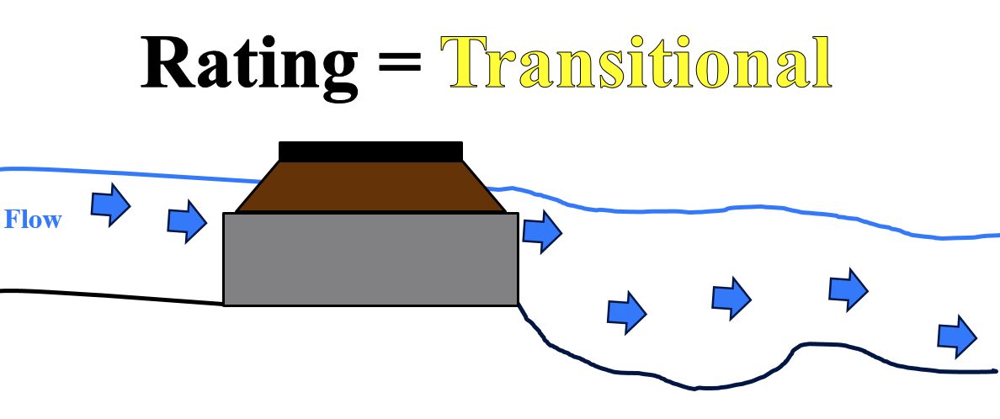 Rating = Transitional
Flow